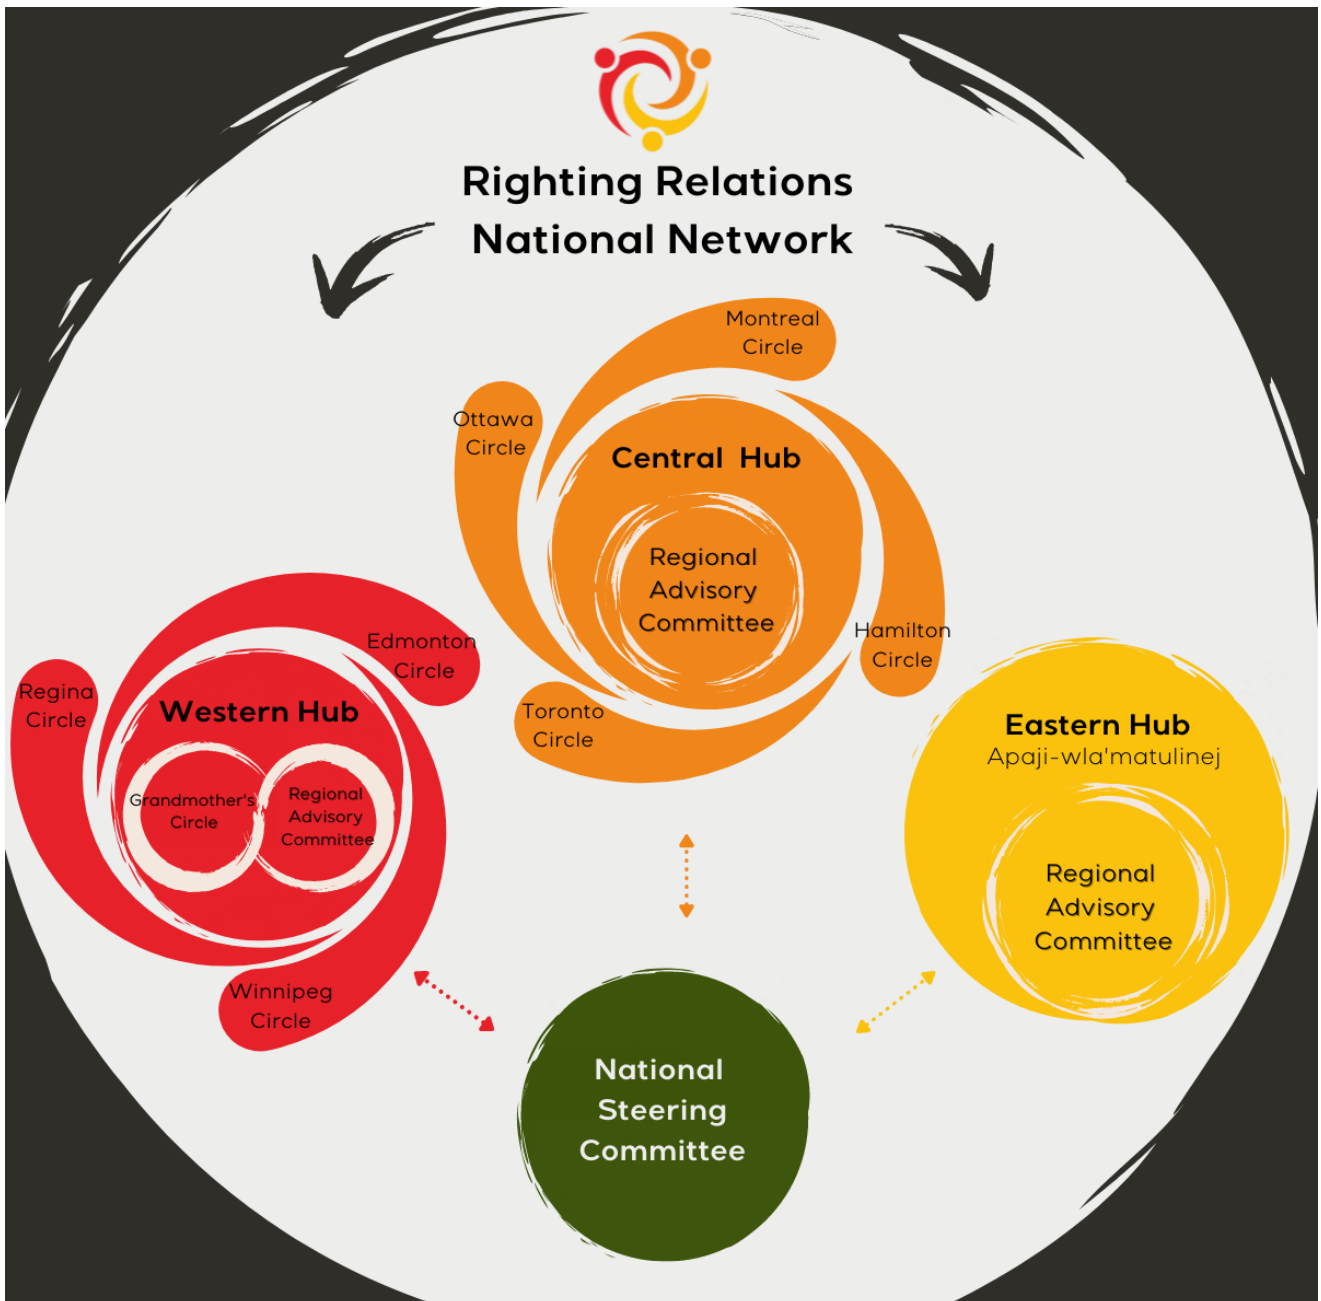 Righting Relations
National Network
Montreal
Circle
Ottawa
Circle
Central Hub
Regional
Advisory
Committee
Hamilton
Circle
Toronto
Circle
Edmonton
Circle
Regina
Circle
Western Hub
Grandmother's
Circle
Regional
Advisory
Committee
Winnipeg
Circle
Eastern Hub
Apaji-wla'matulinej
Regional
Advisory
Committee
National
Steering
Committee